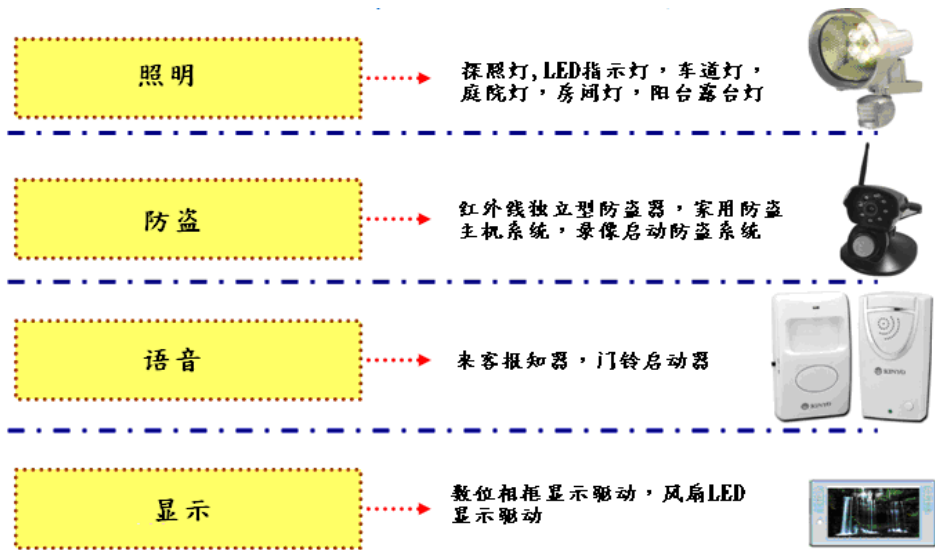 照明
探照灯,LED指示灯，车道灯，
庭院灯，房间灯，阳台露台灯
防盗
红外线独立型防盗器，家用防盗
主机系统，录像启动防盗系统
语音
来客报知器，门铃启动器
KINYO
KINYO
显示
数位相柜显示驱动，风扇LED
显示驱动